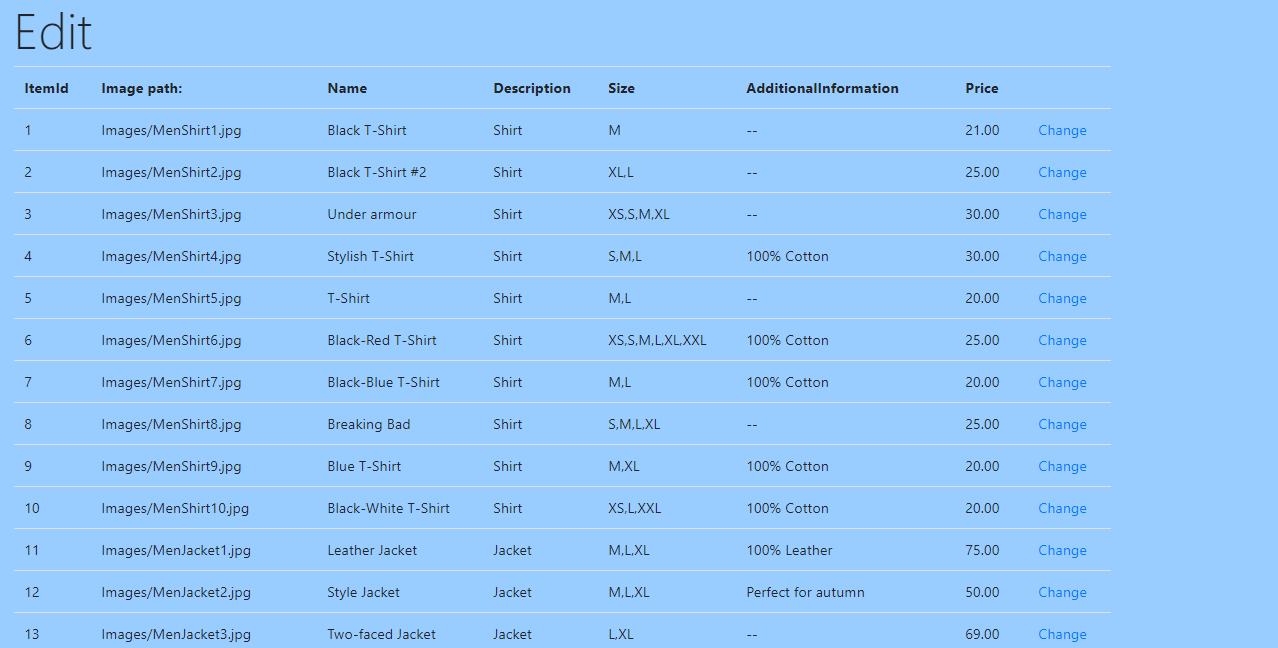 Edit
ItemId Image path: Name Description Size AdditionalInformation Price
1 Images/MenShirt1.jpg Black T-Shirt Shirt M -- 21.00 Change
2 Images/MenShirt2.jpg Black T-Shirt #2 Shirt XL,L -- 25.00 Change
3 Images/MenShirt3.jpg Under armour Shirt XS,S,M,XL -- 30.00 Change
4 Images/MenShirt4.jpg Stylish T-Shirt Shirt S,M,L 100% Cotton 30.00 Change
5 Images/MenShirt5.jpg T-Shirt Shirt M,L -- 20.00 Change
6 Images/MenShirt6.jpg Black-Red T-Shirt Shirt XS,S,M,L,XL,XXL 100% Cotton 25.00 Change
7 Images/MenShirt7.jpg Black-Blue T-Shirt Shirt M,L 100% Cotton 20.00 Change
8 Images/MenShirt8.jpg Breaking Bad Shirt S,M,L,XL -- 25.00 Change
9 Images/MenShirt9.jpg Blue T-Shirt Shirt M,XL 100% Cotton 20.00 Change
10 Images/MenShirt10.jpg Black-White T-Shirt Shirt XS,L,XXL 100% Cotton 20.00 Change
11 Images/MenJacket1.jpg Leather Jacket Jacket M,L,XL 100% Leather 75.00 Change
12 Images/MenJacket2.jpg Style Jacket Jacket M,L,XL Perfect for autumn 50.00 Change
13 Images/MenJacket3.jpg Two-faced Jacket Jacket L,XL -- 69.00 Change